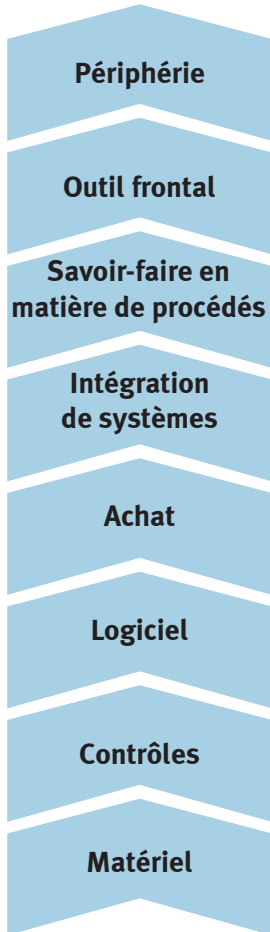 Périphérie
Outil frontal
Savoir-faire en
matière de procédés
Intégration
de systèmes
Achat
Logiciel
Contrôles
Matériel